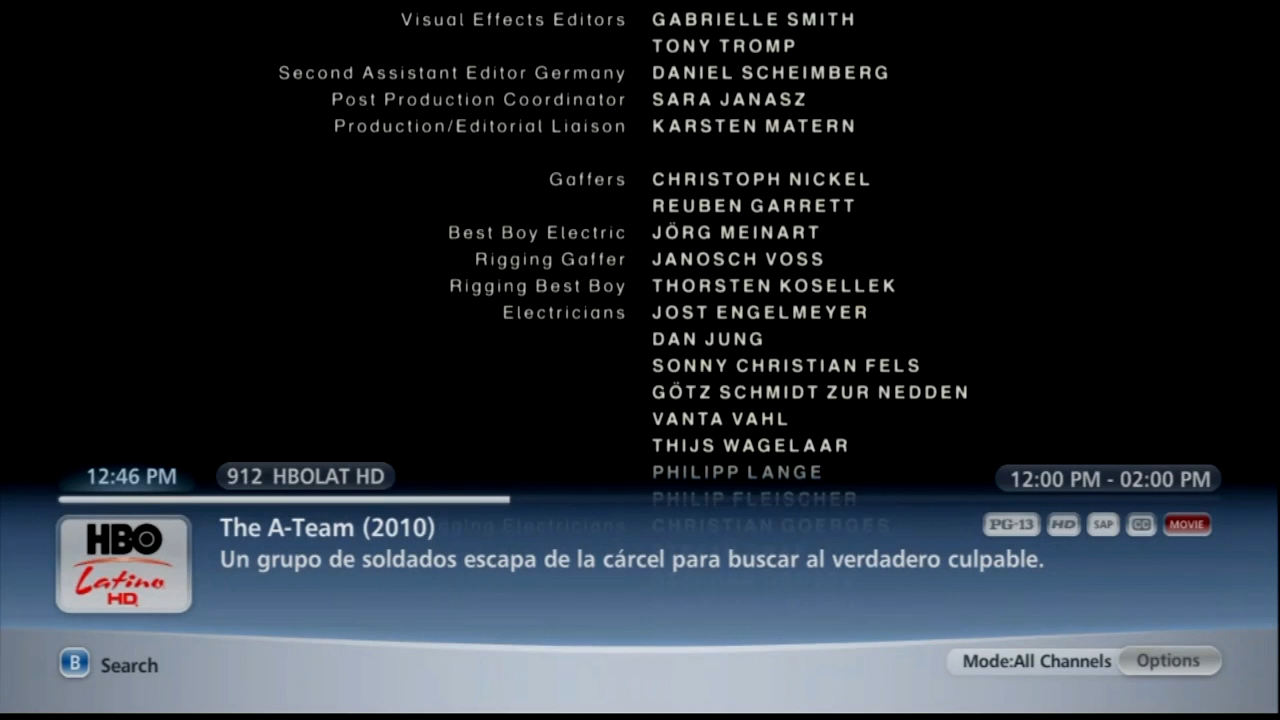 Visual Effects Editors GABRIELLE SMITH
TONY TROMP
Second Assistant Editor Germany DANIEL SCHEIMBERG
Post Production Coordinator SARA JANASZ
Production/Editorial Liaison KARSTEN MATERN
Gaffers CHRISTOPH NICKEL
REUBEN GARRETT
Best Boy Electric JÖRG MEINART
Rigging Gaffer JANOSCH VOSS
Rigging Best Boy THORSTEN KOSELLEK
Electricians JOST ENGELMEYER
DAN JUNG
SONNY CHRISTIAN FELS
GÖTZ SCHMIDT ZUR NEDDEN
VANTA VAHL
THIJS WAGELAAR
PHILIPP LANGE
12:46 PM 912 HBOLAT HD 12:00 PM - 02:00 PM
PHILIP FLEISCHER
Rigging Electricians CHRISTIAN GOERGES
HBO
Latino
HD
The A-Team (2010) PG-13 HD SAP CC MOVIE
Un grupo de soldados escapa de la cárcel para buscar al verdadero culpable.
B Search Mode:All Channels Options